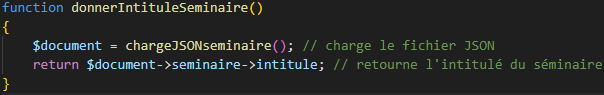 function donnerIntituleSeminaire()
{
    $document = chargeJSONseminaire(); // charge le fichier JSON
    return $document->seminaire->intitule; // retourne l'intitulé du séminaire
}